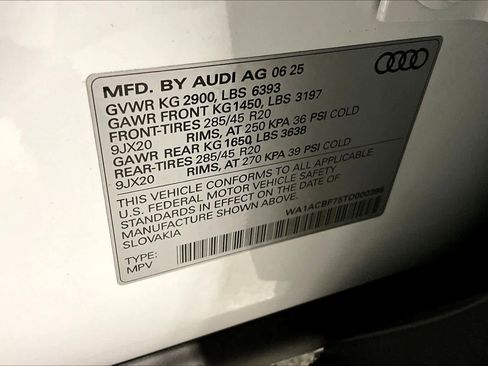 MFD. BY AUDI AG 06 25
GVWR KG 2900, LBS 6393
GAWR FRONT KG1450, LBS 3197
FRONT-TIRES 285/45 R20
9JX20 RIMS, AT 250 KPA 36 PSI COLD
GAWR REAR KG 1650, LBS 3638
REAR-TIRES 285/45 R20
9JX20 RIMS, AT 270 KPA 39 PSI COLD
THIS VEHICLE CONFORMS TO ALL APPLICABLE
U.S. FEDERAL MOTOR VEHICLE SAFETY
STANDARDS IN EFFECT ON THE DATE OF
MANUFACTURE SHOWN ABOVE.
SLOVAKIA WA1ACBF75TD000398
TYPE:
MPV